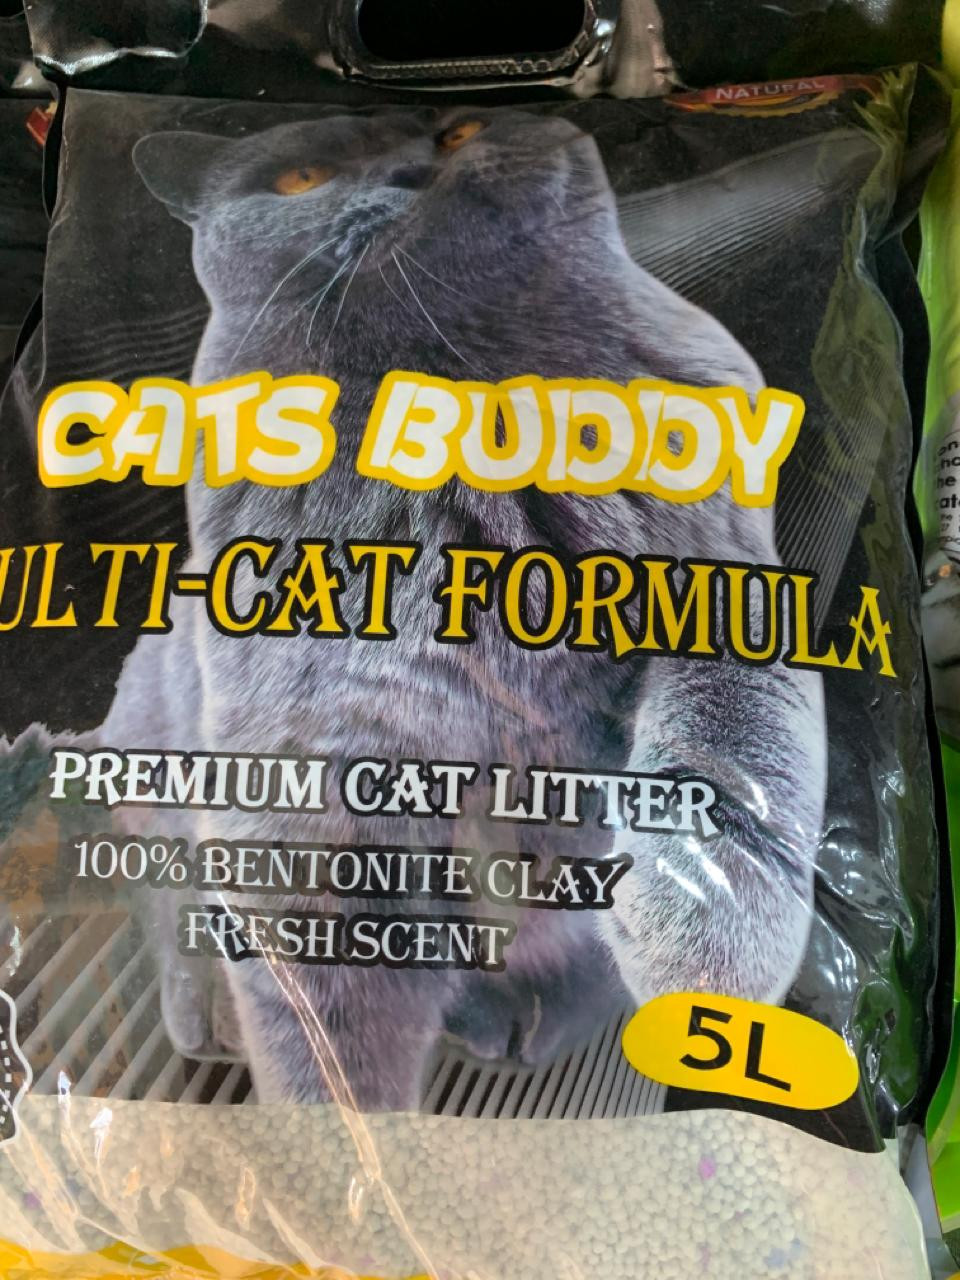 NATURAL
CATS BUDDY
ULTI-CAT FORMULA
PREMIUM CAT LITTER
100% BENTONITE CLAY
FRESH SCENT
5L